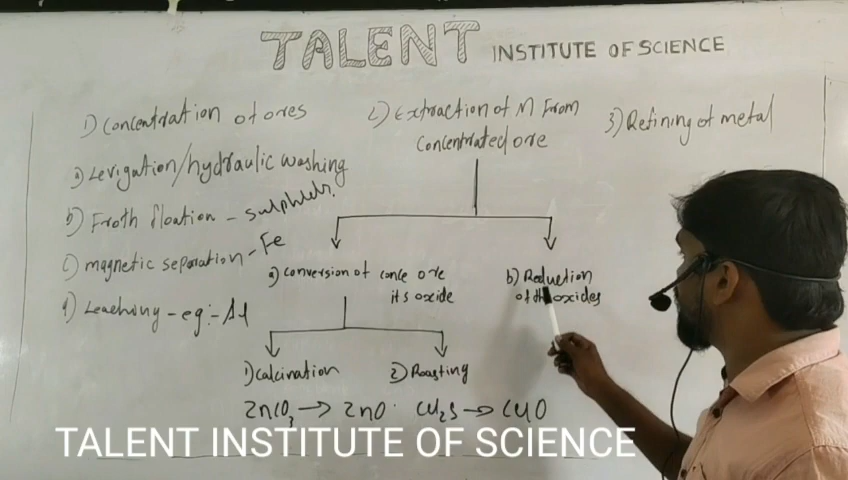 TALENT INSTITUTE OF SCIENCE
1) Concentration of ores
a) Levigation/hydraulic washing
b) Froth floation - sulphides.
c) magnetic separation - Fe
d) Leaching - eg:- Al
2) Extraction of M From
Concentrated ore
a) conversion of conce ore
its oxide
1) Calcination
ZnCO3 → ZnO.
2) Roasting
Cu2S → CuO
b) Reduction
of the oxides
3) Refining of metal
TALENT INSTITUTE OF SCIENCE